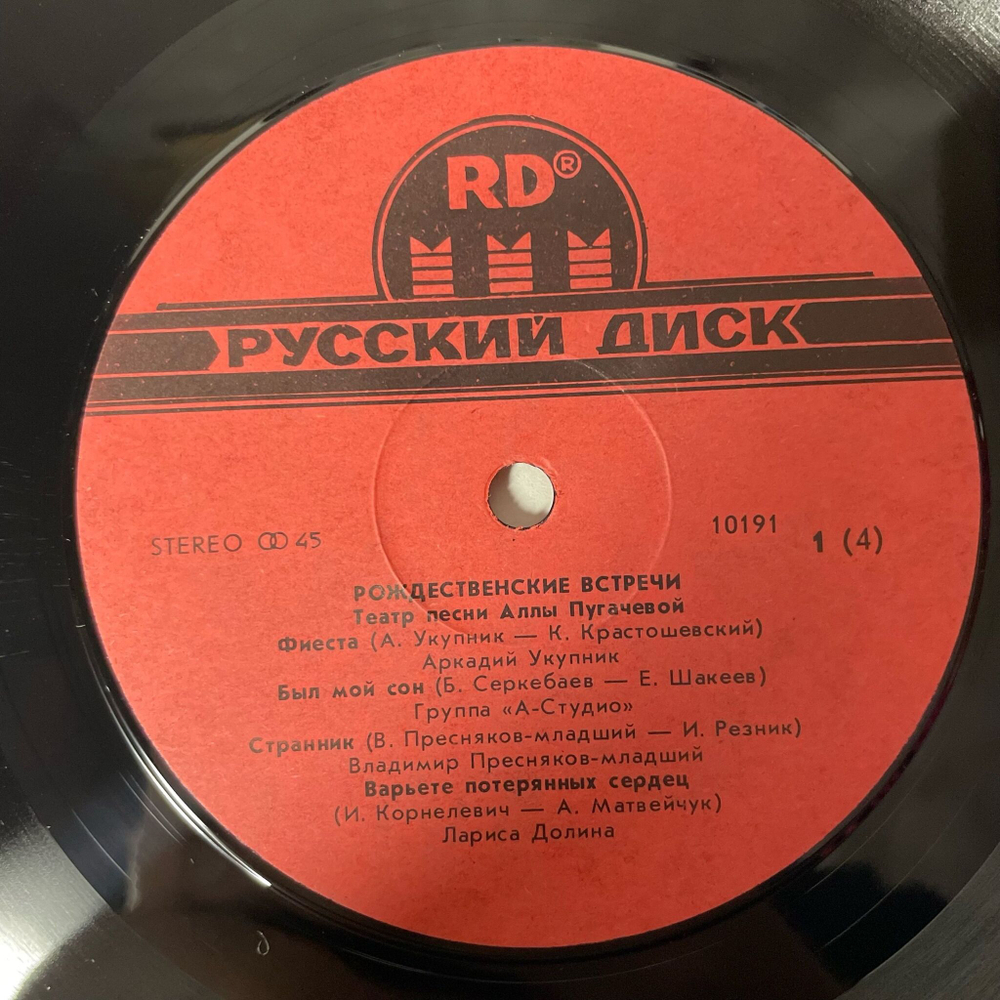 RD®
РУССКИЙ ДИСК
STEREO ꝏ 45
10191
1 (4)
РОЖДЕСТВЕНСКИЕ ВСТРЕЧИ
Театр песни Аллы Пугачевой
Фиеста (А. Укупник — К. Крастошевский)
Аркадий Укупник
Был мой сон (Б. Серкебаев — Е. Шакеев)
Группа «А-Студио»
Странник (В. Пресняков-младший — И. Резник)
Владимир Пресняков-младший
Варьете потерянных сердец
(И. Корнелевич — А. Матвейчук)
Лариса Долина